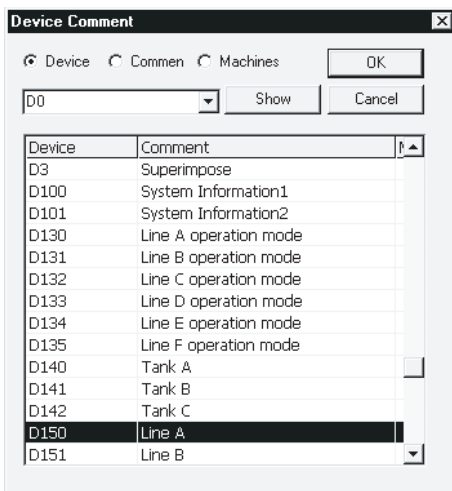 Device Comment
Device Commen Machines OK
D0 Show Cancel
Device Comment
D3 Superimpose
D100 System Information1
D101 System Information2
D130 Line A operation mode
D131 Line B operation mode
D132 Line C operation mode
D133 Line D operation mode
D134 Line E operation mode
D135 Line F operation mode
D140 Tank A
D141 Tank B
D142 Tank C
D150 Line A
D151 Line B